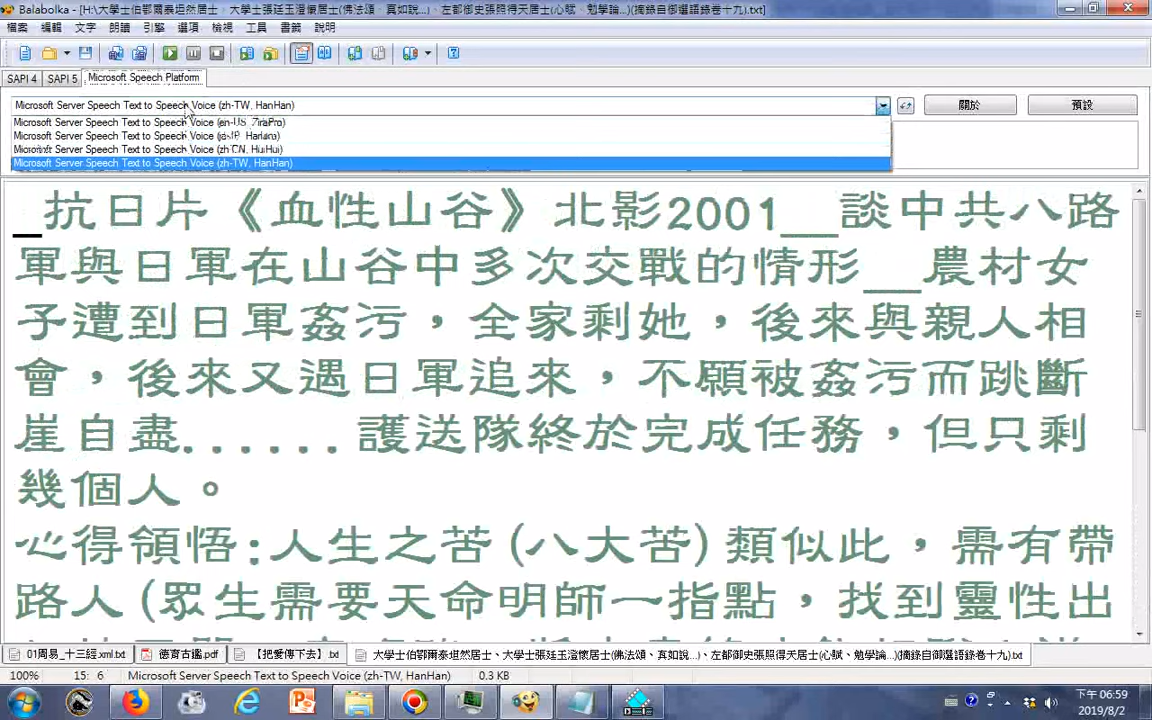 Balabolka - [H:\大學士伯鄂爾泰坦然居士、大學士張廷玉澄懷居士(佛法頌、真如說...)、左都御史張照得天居士(心賦、勉學論...)(摘錄自御選語錄卷十九).txt]
檔案 編輯 文字 朗讀 引擎 選項 檢視 工具 書籤 說明
SAPI 4 SAPI 5 Microsoft Speech Platform
Microsoft Server Speech Text to Speech Voice (zh-TW, HanHan) 關於 預設
Microsoft Server Speech Text to Speech Voice (en-US, ZiraPro)
Microsoft Server Speech Text to Speech Voice (ja-JP, Haruka)
Microsoft Server Speech Text to Speech Voice (zh-CN, HuiHui)
Microsoft Server Speech Text to Speech Voice (zh-TW, HanHan)
_抗日片《血性山谷》北影2001__談中共八路
軍與日軍在山谷中多次交戰的情形__農村女
子遭到日軍姦污，全家剩她，後來與親人相
會，後來又遇日軍追來，不願被姦污而跳斷
崖自盡......護送隊終於完成任務，但只剩
幾個人。
心得領悟:人生之苦(八大苦)類似此，需有帶
路人(眾生需要天命明師一指點，找到靈性出
01周易_十三經.xml.txt 德育古鑑.pdf 【把愛傳下去】.txt 大學士伯鄂爾泰坦然居士、大學士張廷玉澄懷居士(佛法頌、真如說...)、左都御史張照得天居士(心賦、勉學論...)(摘錄自御選語錄卷十九).txt
100% 15: 6 Microsoft Server Speech Text to Speech Voice (zh-TW, HanHan) 0.3 KB
下午 06:59
2019/8/2